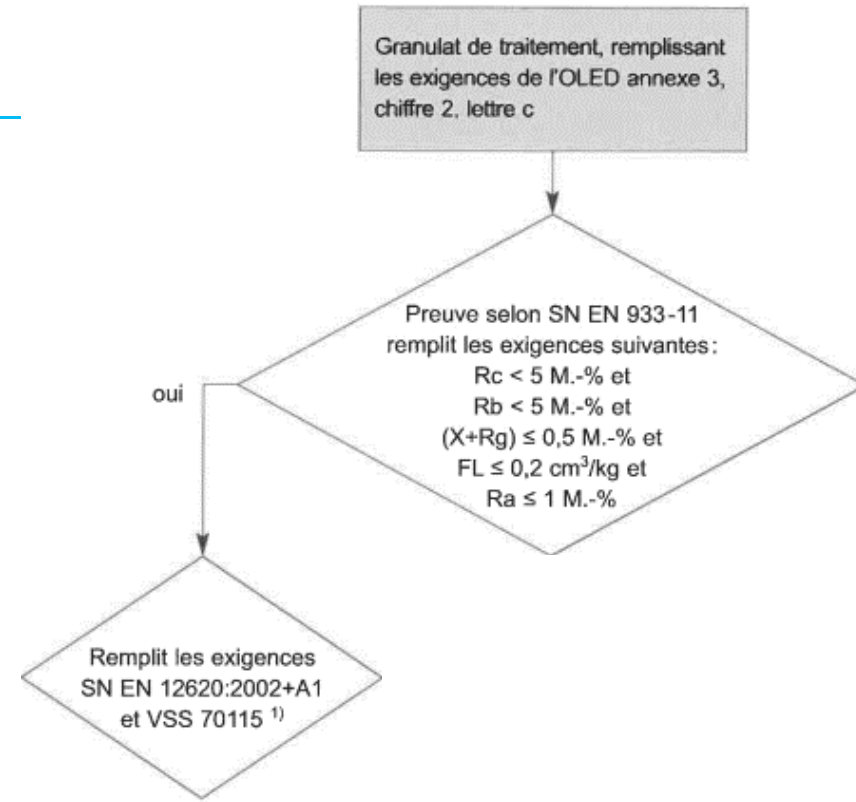 Granulat de traitement, remplissant
les exigences de l'OLED annexe 3,
chiffre 2, lettre c
Preuve selon SN EN 933-11
remplit les exigences suivantes:
Rc < 5 M.-% et
Rb < 5 M.-% et
(X+Rg) ≤ 0,5 M.-% et
FL ≤ 0,2 cm³/kg et
Ra ≤ 1 M.-%
oui
Remplit les exigences
SN EN 12620:2002+A1
et VSS 70115 ¹⁾